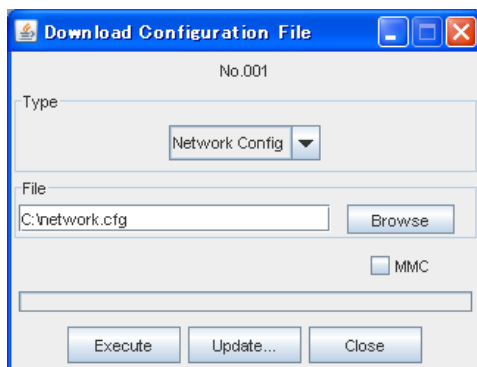 Download Configuration File
No.001
Type
Network Config
File
C:\network.cfg
Browse
MMC
Execute
Update...
Close